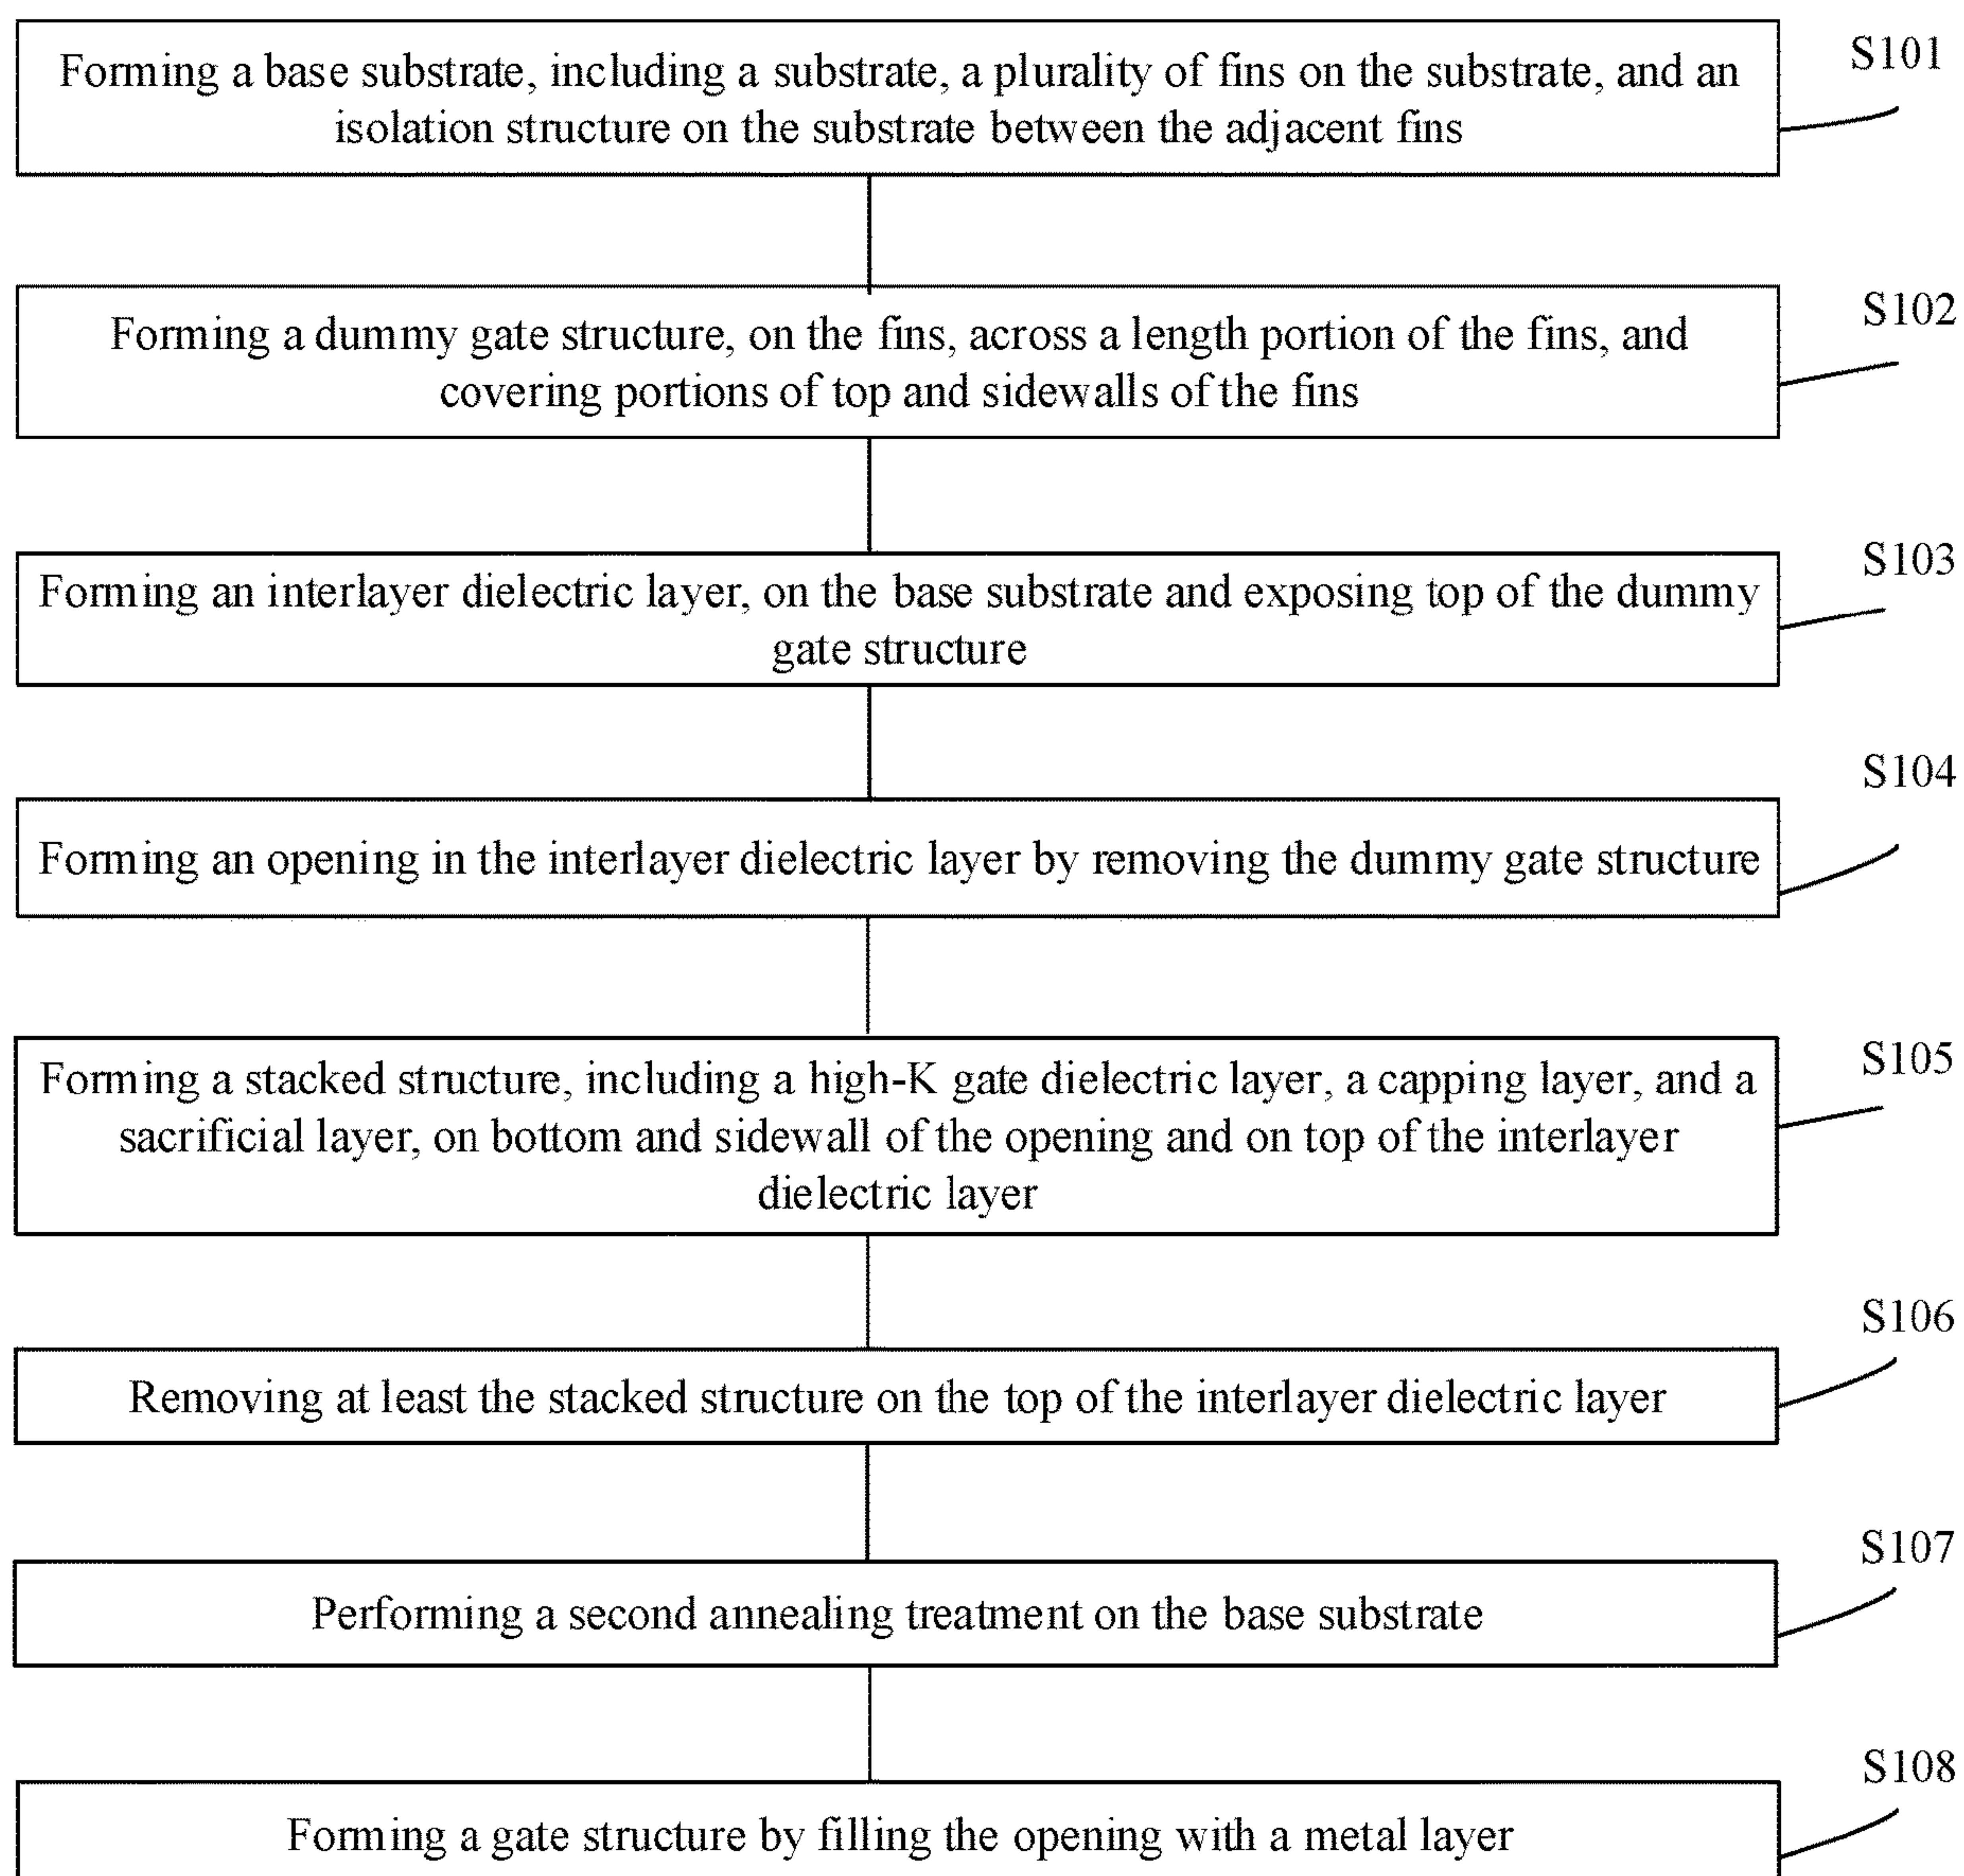 S101
Forming a base substrate, including a substrate, a plurality of fins on the substrate, and an
isolation structure on the substrate between the adjacent fins
S102
Forming a dummy gate structure, on the fins, across a length portion of the fins, and
covering portions of top and sidewalls of the fins
S103
Forming an interlayer dielectric layer, on the base substrate and exposing top of the dummy
gate structure
S104
Forming an opening in the interlayer dielectric layer by removing the dummy gate structure
S105
Forming a stacked structure, including a high-K gate dielectric layer, a capping layer, and a
sacrificial layer, on bottom and sidewall of the opening and on top of the interlayer
dielectric layer
S106
Removing at least the stacked structure on the top of the interlayer dielectric layer
S107
Performing a second annealing treatment on the base substrate
S108
Forming a gate structure by filling the opening with a metal layer